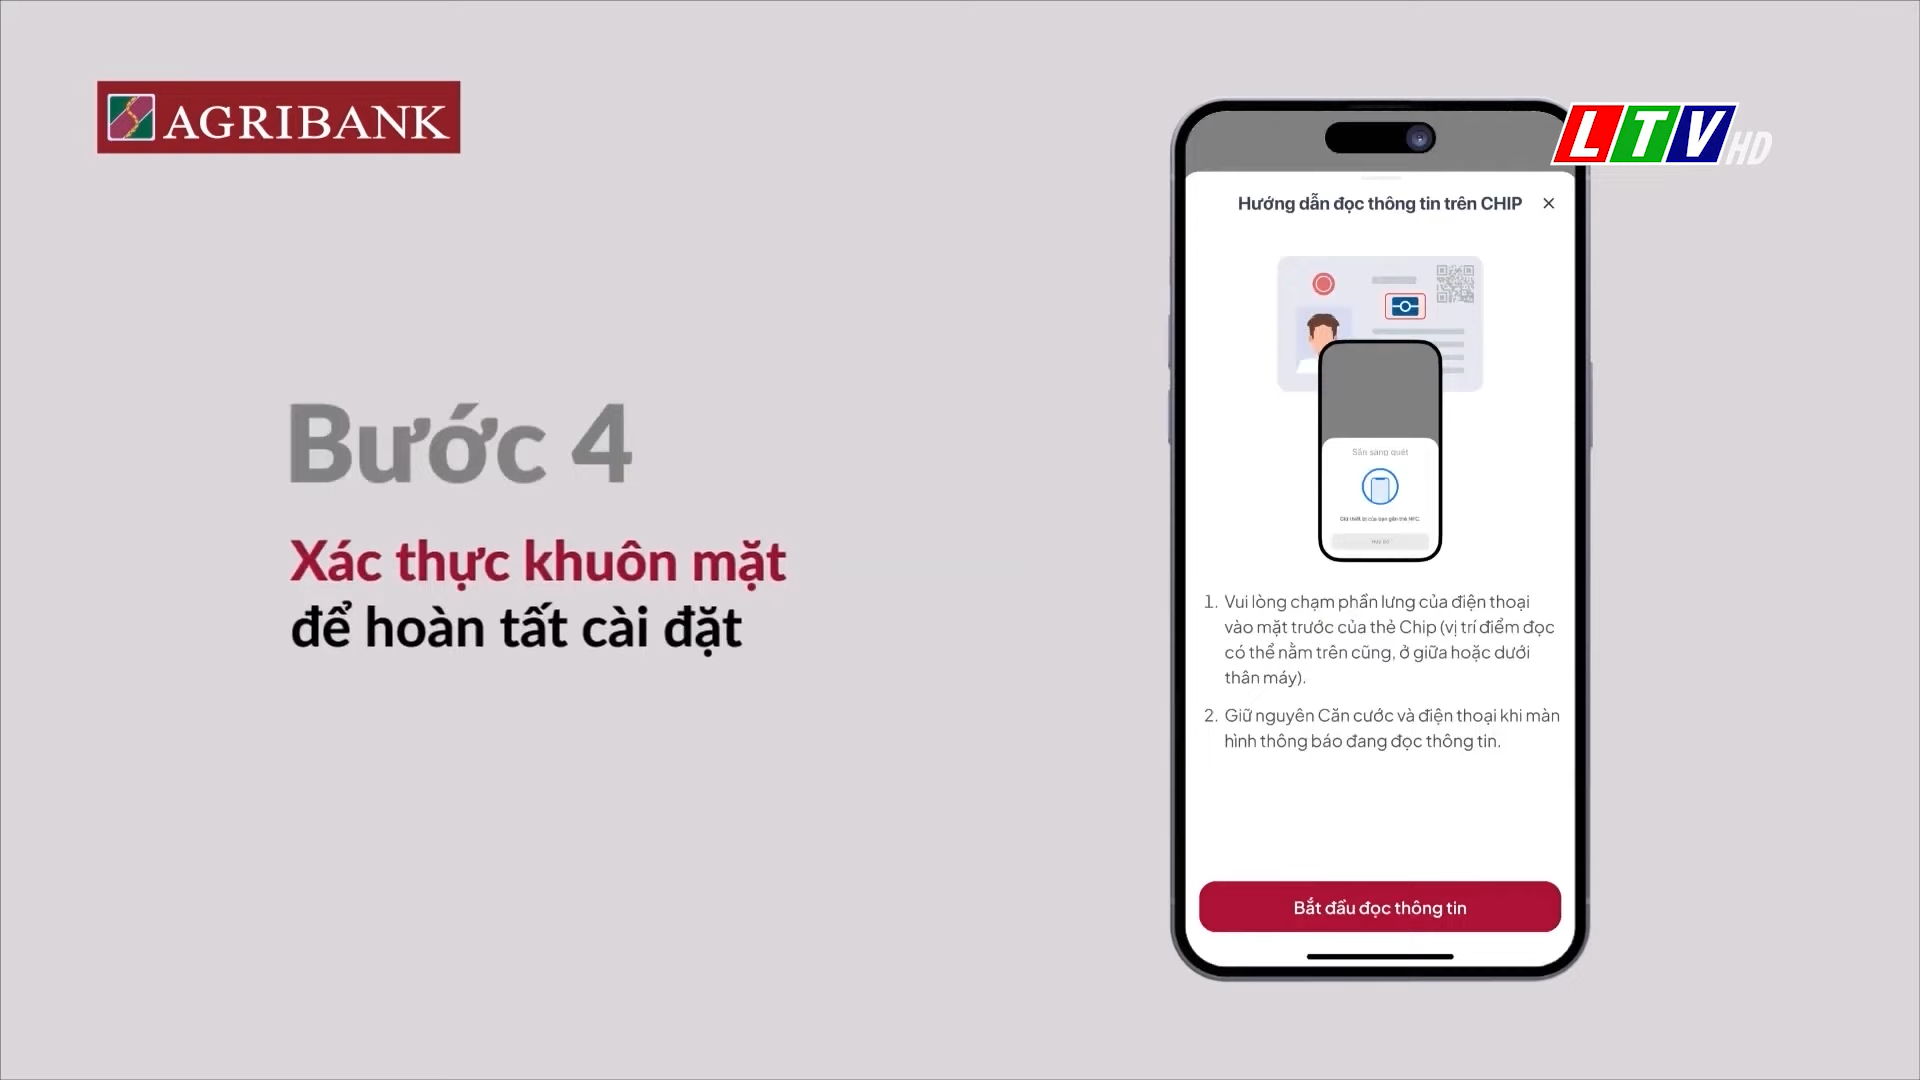 AGRIBANK
LTV HD
Bước 4
Xác thực khuôn mặt
để hoàn tất cài đặt
Hướng dẫn đọc thông tin trên CHIP
Sẵn sàng quét
1. Vui lòng chạm phần lưng của điện thoại
vào mặt trước của thẻ Chip (vị trí điểm đọc
có thể nằm trên cũng, ở giữa hoặc dưới
thân máy).
2. Giữ nguyên Căn cước và điện thoại khi màn
hình thông báo đang đọc thông tin.
Bắt đầu đọc thông tin